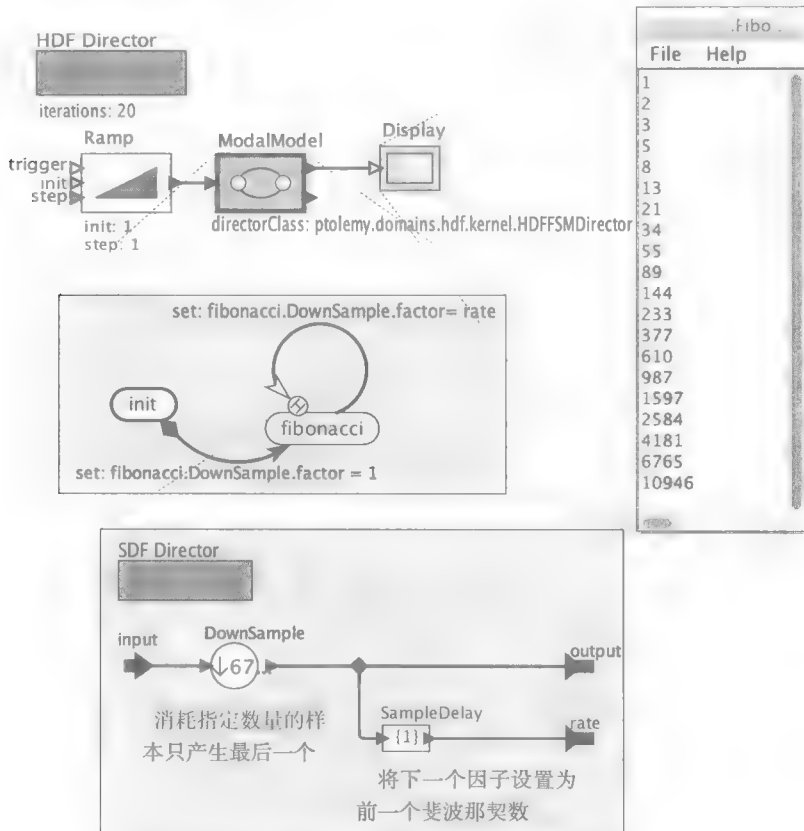 HDF Director
iterations: 20
Ramp
trigger
init
step
init: 1
step: 1
ModalModel
Display
directorClass: ptolemy.domains.hdf.kernel.HDFFSMDirector
set: fibonacci.DownSample.factor= rate
init
H
fibonacci
set: fibonacci.DownSample.factor = 1
.Fibo
File Help
1
2
3
5
8
13
21
34
55
89
144
233
377
610
987
1597
2584
4181
6765
10946
SDF Director
input
DownSample
↓67...
output
SampleDelay
{1}
rate
消耗指定数量的样
本只产生最后一个
将下一个因子设置为
前一个斐波那契数